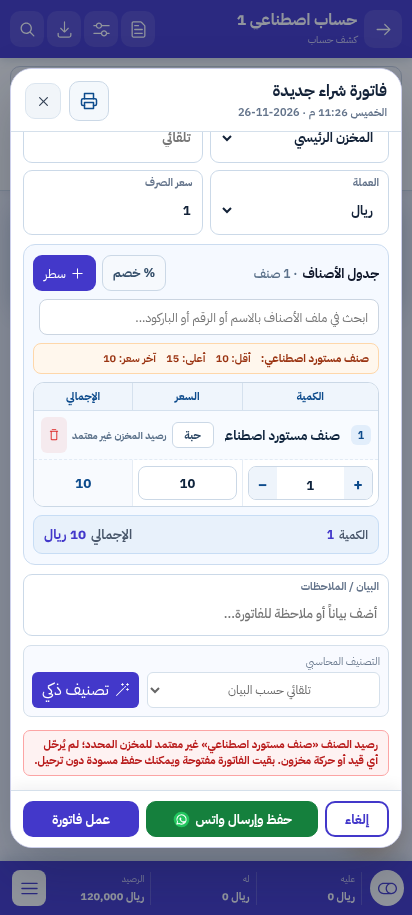 حساب اصطناعي 1
كشف حساب
فاتورة شراء جديدة
الخميس 11:26 م · 2026-11-26
المخزن الرئيسي
تلقائي
العملة
ريال
سعر الصرف
1
جدول الأصناف · 1 صنف
% خصم
+ سطر
ابحث في ملف الأصناف بالاسم أو الرقم أو الباركود...
صنف مستورد اصطناعي: أقل: 10 أعلى: 15 آخر سعر: 10
الكمية السعر الإجمالي
1 صنف مستورد اصطناع حبة رصيد المخزن غير معتمد
+ 1 − 10 10
الكمية 1 الإجمالي 10 ريال
البيان / الملاحظات
أضف بياناً أو ملاحظة للفاتورة...
التصنيف المحاسبي
تلقائي حسب البيان
تصنيف ذكي
رصيد الصنف «صنف مستورد اصطناعي» غير معتمد للمخزن المحدد؛ لم يُرحّل
أي قيد أو حركة مخزون. بقيت الفاتورة مفتوحة ويمكنك حفظ مسودة دون ترحيل.
إلغاء
حفظ وإرسال واتس
عمل فاتورة
عليه
ريال 0
له
ريال 0
الرصيد
ريال 120,000